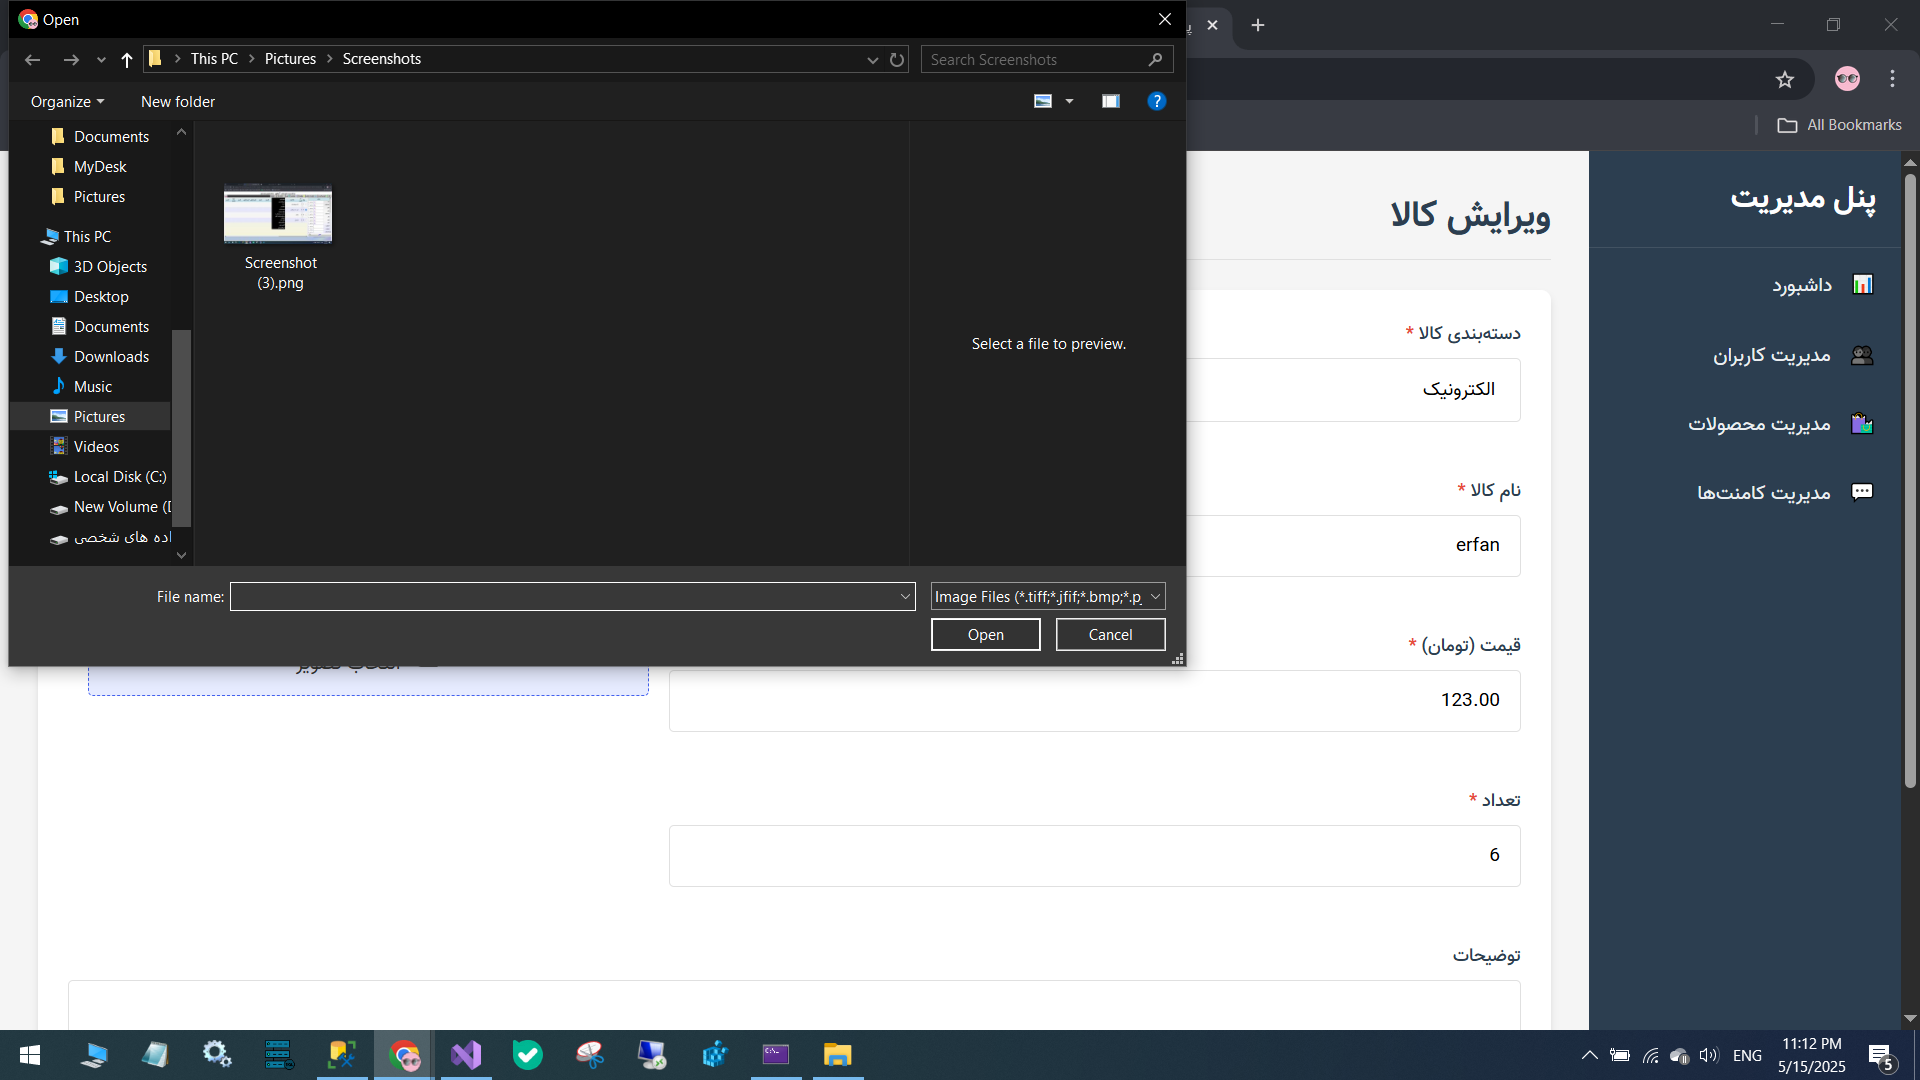 Open
This PC
Pictures
Screenshots
Search Screenshots
Organize
New folder
Documents
MyDesk
Pictures
This PC
3D Objects
Desktop
Documents
Downloads
Music
Pictures
Videos
Local Disk (C:)
New Volume (D
اده های شخصی
Screenshot
(3).png
Select a file to preview.
File name:
Image Files (*.tiff;*.jfif;*.bmp;*.p
Open
Cancel
All Bookmarks
پنل مدیریت
داشبورد
مدیریت کاربران
مدیریت محصولات
مدیریت کامنت‌ها
ویرایش کالا
دسته‌بندی کالا *
الکترونیک
نام کالا *
erfan
قیمت (تومان) *
123.00
انتخاب تصویر
تعداد *
6
توضیحات
ENG
11:12 PM
5/15/2025
5